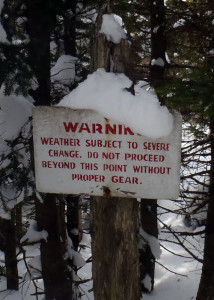 WARNIN
WEATHER SUBJECT TO SEVERE
CHANGE. DO NOT PROCEED
BEYOND THIS POINT WITHOUT
PROPER GEAR.